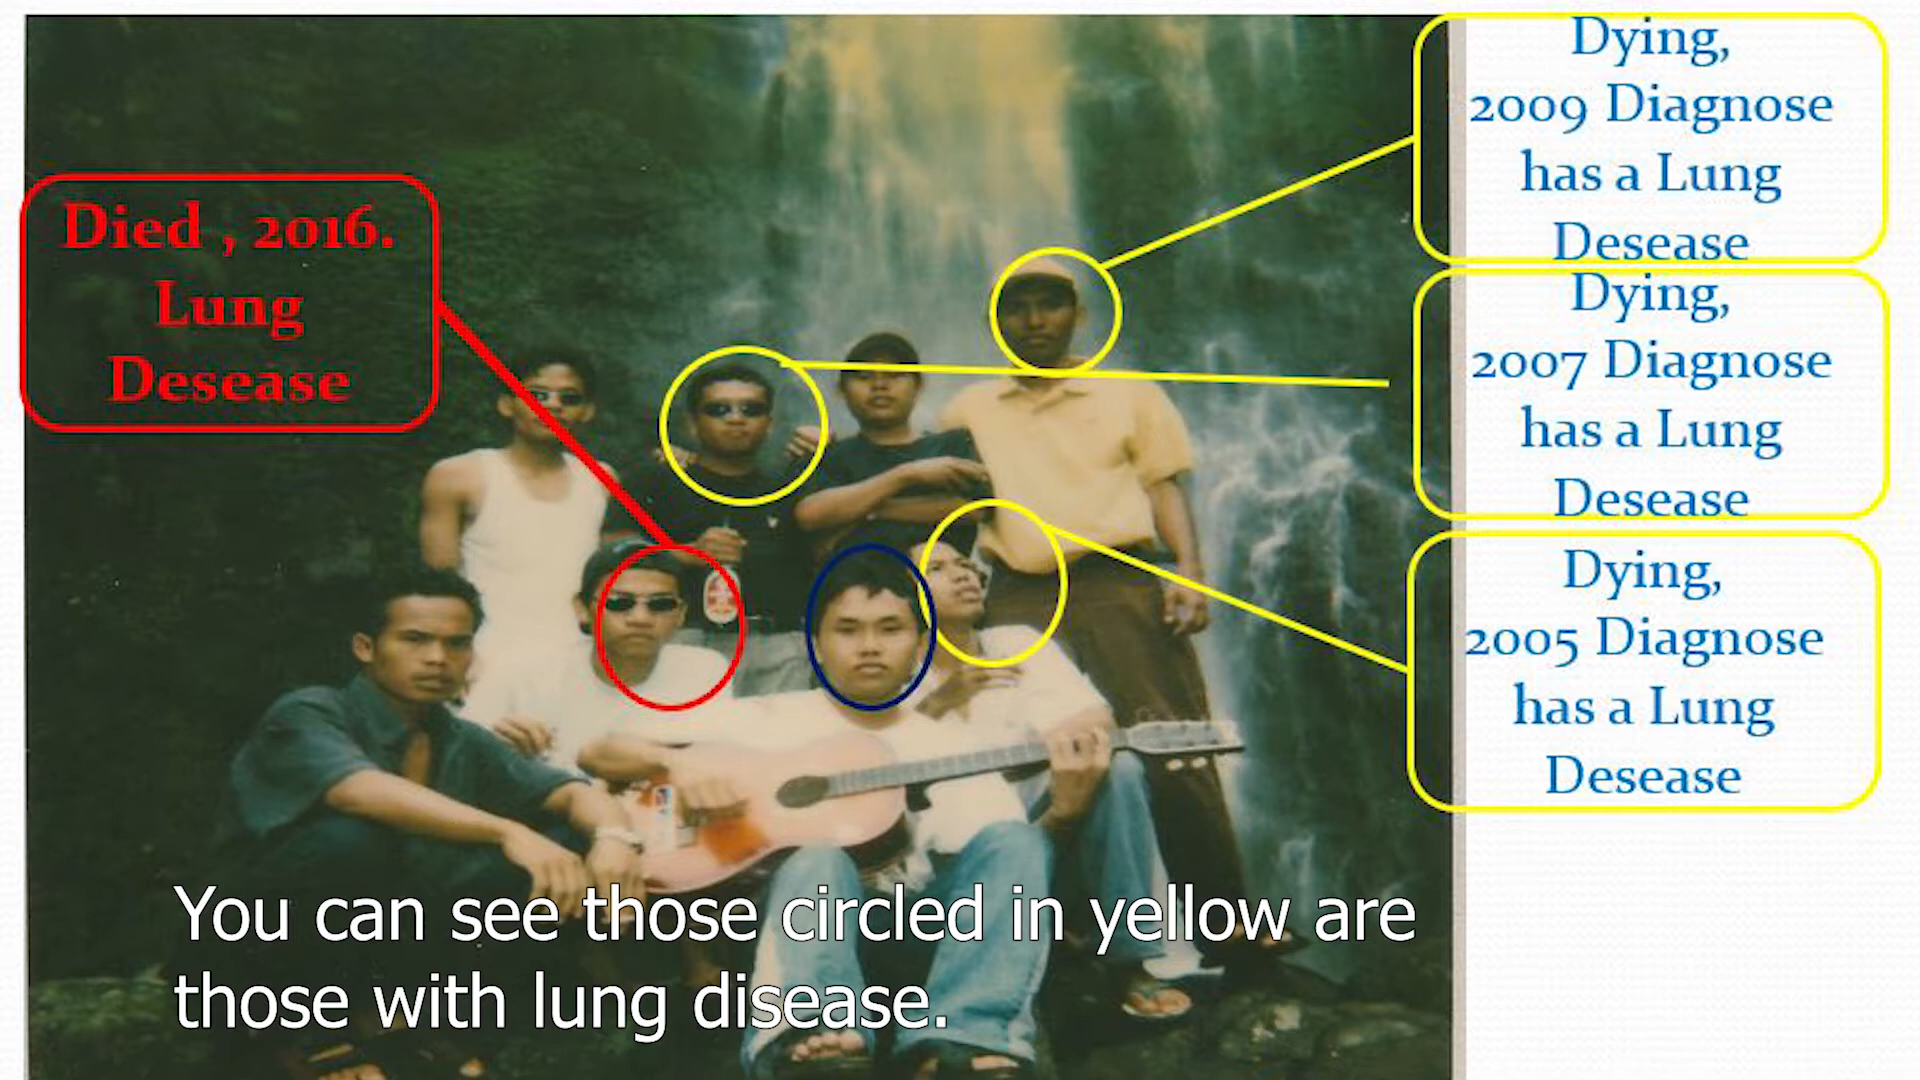 Died , 2016.
Lung
Desease
Dying,
2009 Diagnose
has a Lung
Desease
Dying,
2007 Diagnose
has a Lung
Desease
Dying,
2005 Diagnose
has a Lung
Desease
You can see those circled in yellow are
those with lung disease.